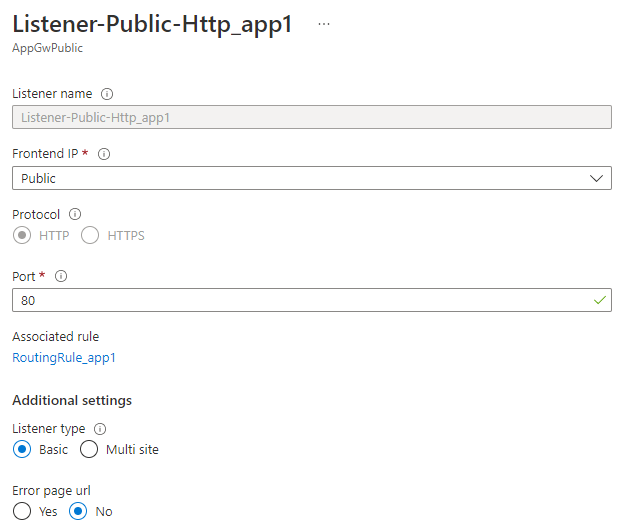 Listener-Public-Http_app1 ...
AppGwPublic
Listener name
Listener-Public-Http_app1
Frontend IP *
Public
Protocol
HTTP HTTPS
Port *
80
Associated rule
RoutingRule_app1
Additional settings
Listener type
Basic Multi site
Error page url
Yes No